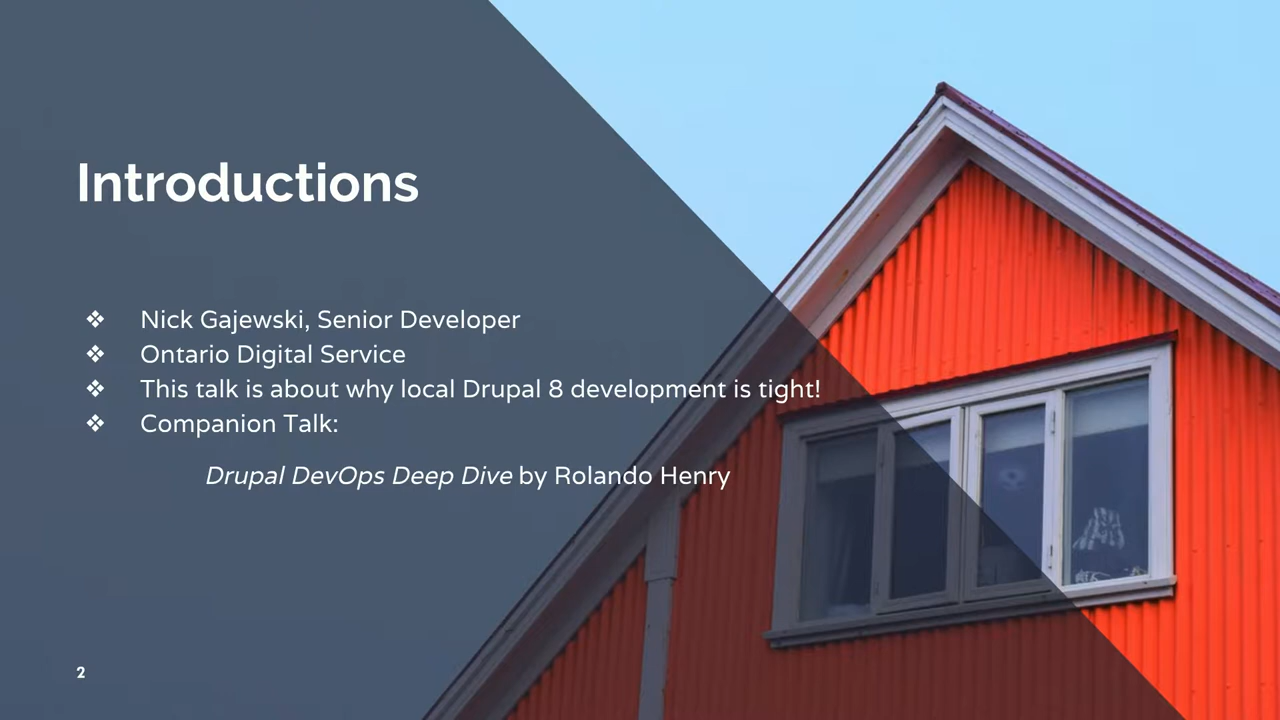 Introductions
❖ Nick Gajewski, Senior Developer
❖ Ontario Digital Service
❖ This talk is about why local Drupal 8 development is tight!
❖ Companion Talk:
Drupal DevOps Deep Dive by Rolando Henry
2